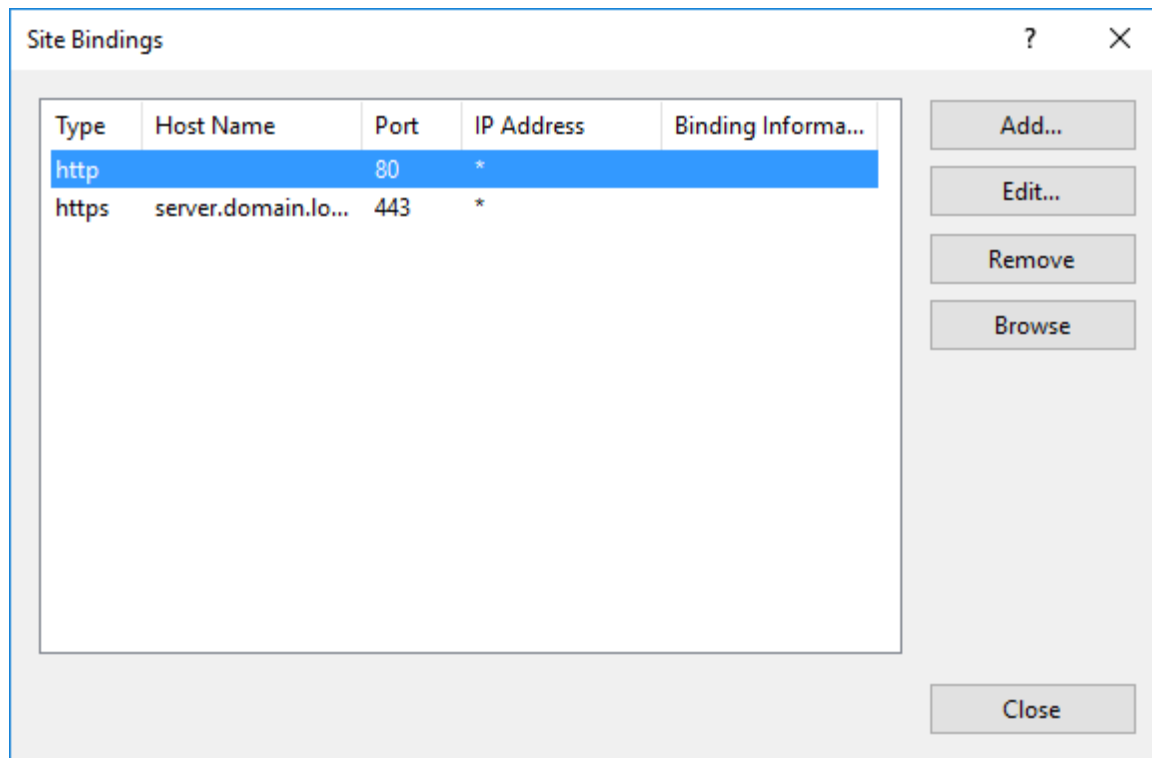 Site Bindings ?
Type Host Name Port IP Address Binding Informa...
http 80 *
https server.domain.lo... 443 *
Add...
Edit...
Remove
Browse
Close